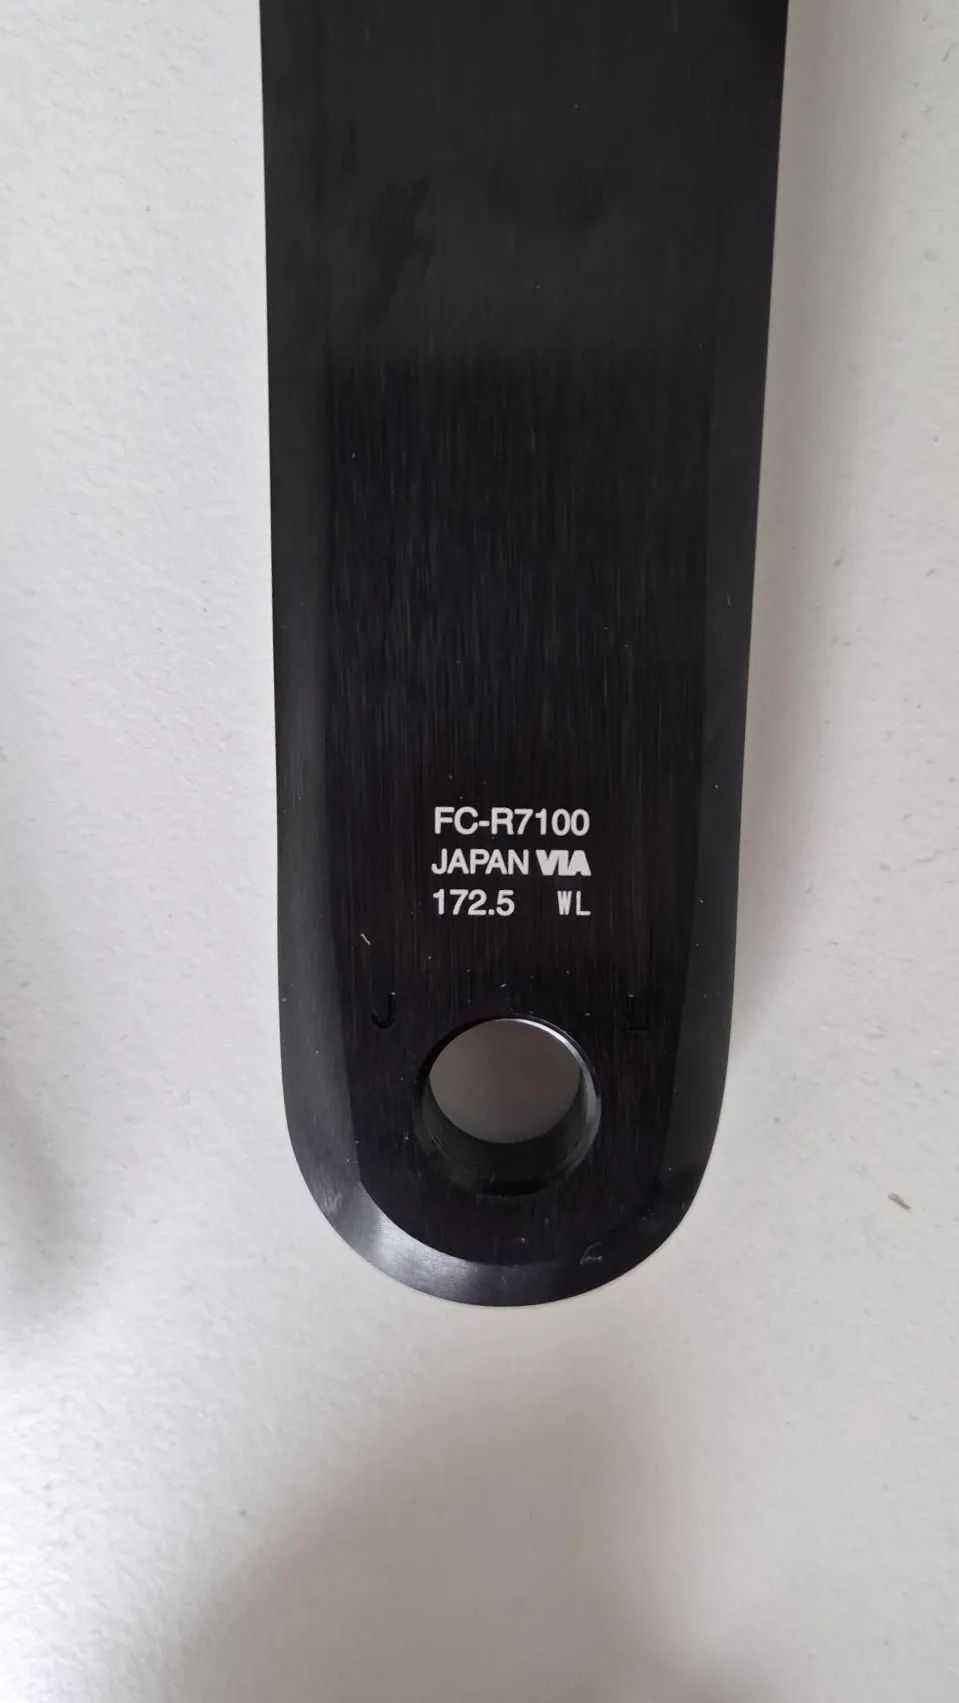 FC-R7100
JAPAN VIA
172.5 WL
J L